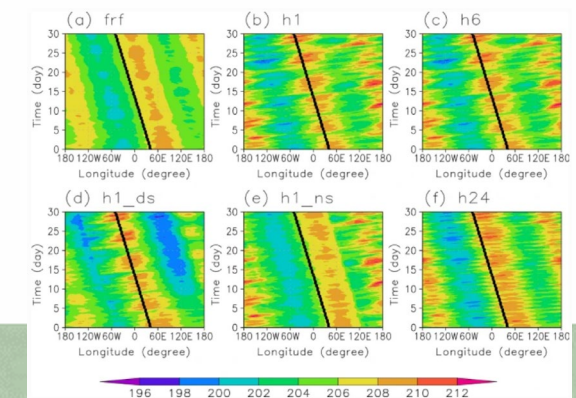 (a) frf
(b) h1
(c) h6
30
25
20
15
10
5
0
Time (day)
180 120W 60W 0 60E 120E 180
Longitude (degree)
30
25
20
15
10
5
0
Time (day)
180 120W 60W 0 60E 120E 180
Longitude (degree)
30
25
20
15
10
5
0
Time (day)
180 120W 60W 0 60E 120E 180
Longitude (degree)
(d) h1_ds
(e) h1_ns
(f) h24
30
25
20
15
10
5
0
Time (day)
180 120W 60W 0 60E 120E 180
Longitude (degree)
30
25
20
15
10
5
0
Time (day)
180 120W 60W 0 60E 120E 180
Longitude (degree)
30
25
20
15
10
5
0
Time (day)
180 120W 60W 0 60E 120E 180
Longitude (degree)
196 198 200 202 204 206 208 210 212